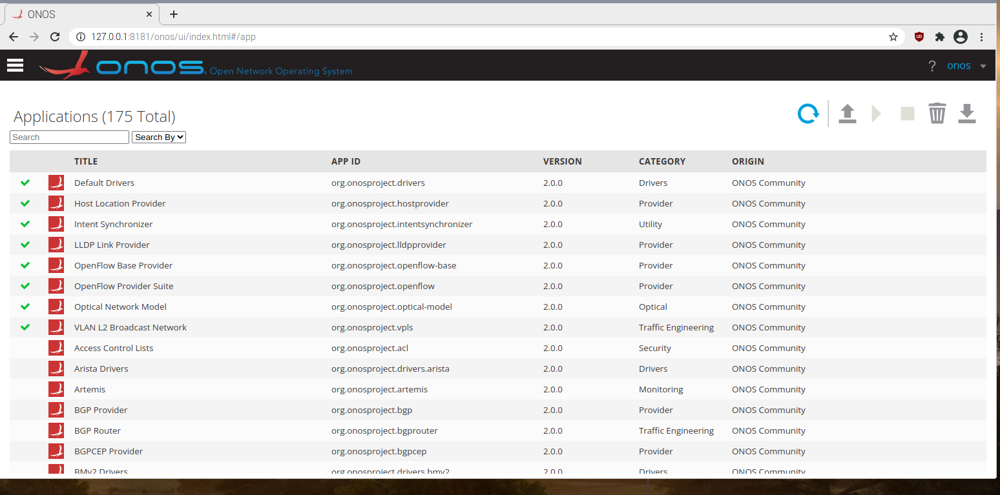 ONOS
127.0.0.1:8181/onos/ui/index.html#/app
onos Open Network Operating System ? onos
Applications (175 Total)
Search Search By
TITLE APP ID VERSION CATEGORY ORIGIN
Default Drivers org.onosproject.drivers 2.0.0 Drivers ONOS Community
Host Location Provider org.onosproject.hostprovider 2.0.0 Provider ONOS Community
Intent Synchronizer org.onosproject.intentsynchronizer 2.0.0 Utility ONOS Community
LLDP Link Provider org.onosproject.lldpprovider 2.0.0 Provider ONOS Community
OpenFlow Base Provider org.onosproject.openflow-base 2.0.0 Provider ONOS Community
OpenFlow Provider Suite org.onosproject.openflow 2.0.0 Provider ONOS Community
Optical Network Model org.onosproject.optical-model 2.0.0 Optical ONOS Community
VLAN L2 Broadcast Network org.onosproject.vpls 2.0.0 Traffic Engineering ONOS Community
Access Control Lists org.onosproject.acl 2.0.0 Security ONOS Community
Arista Drivers org.onosproject.drivers.arista 2.0.0 Drivers ONOS Community
Artemis org.onosproject.artemis 2.0.0 Monitoring ONOS Community
BGP Provider org.onosproject.bgp 2.0.0 Provider ONOS Community
BGP Router org.onosproject.bgprouter 2.0.0 Traffic Engineering ONOS Community
BGPCEP Provider org.onosproject.bgpcep 2.0.0 Provider ONOS Community
BMv2 Drivers org.onosproject.drivers.bmv2 2.0.0 Drivers ONOS Community